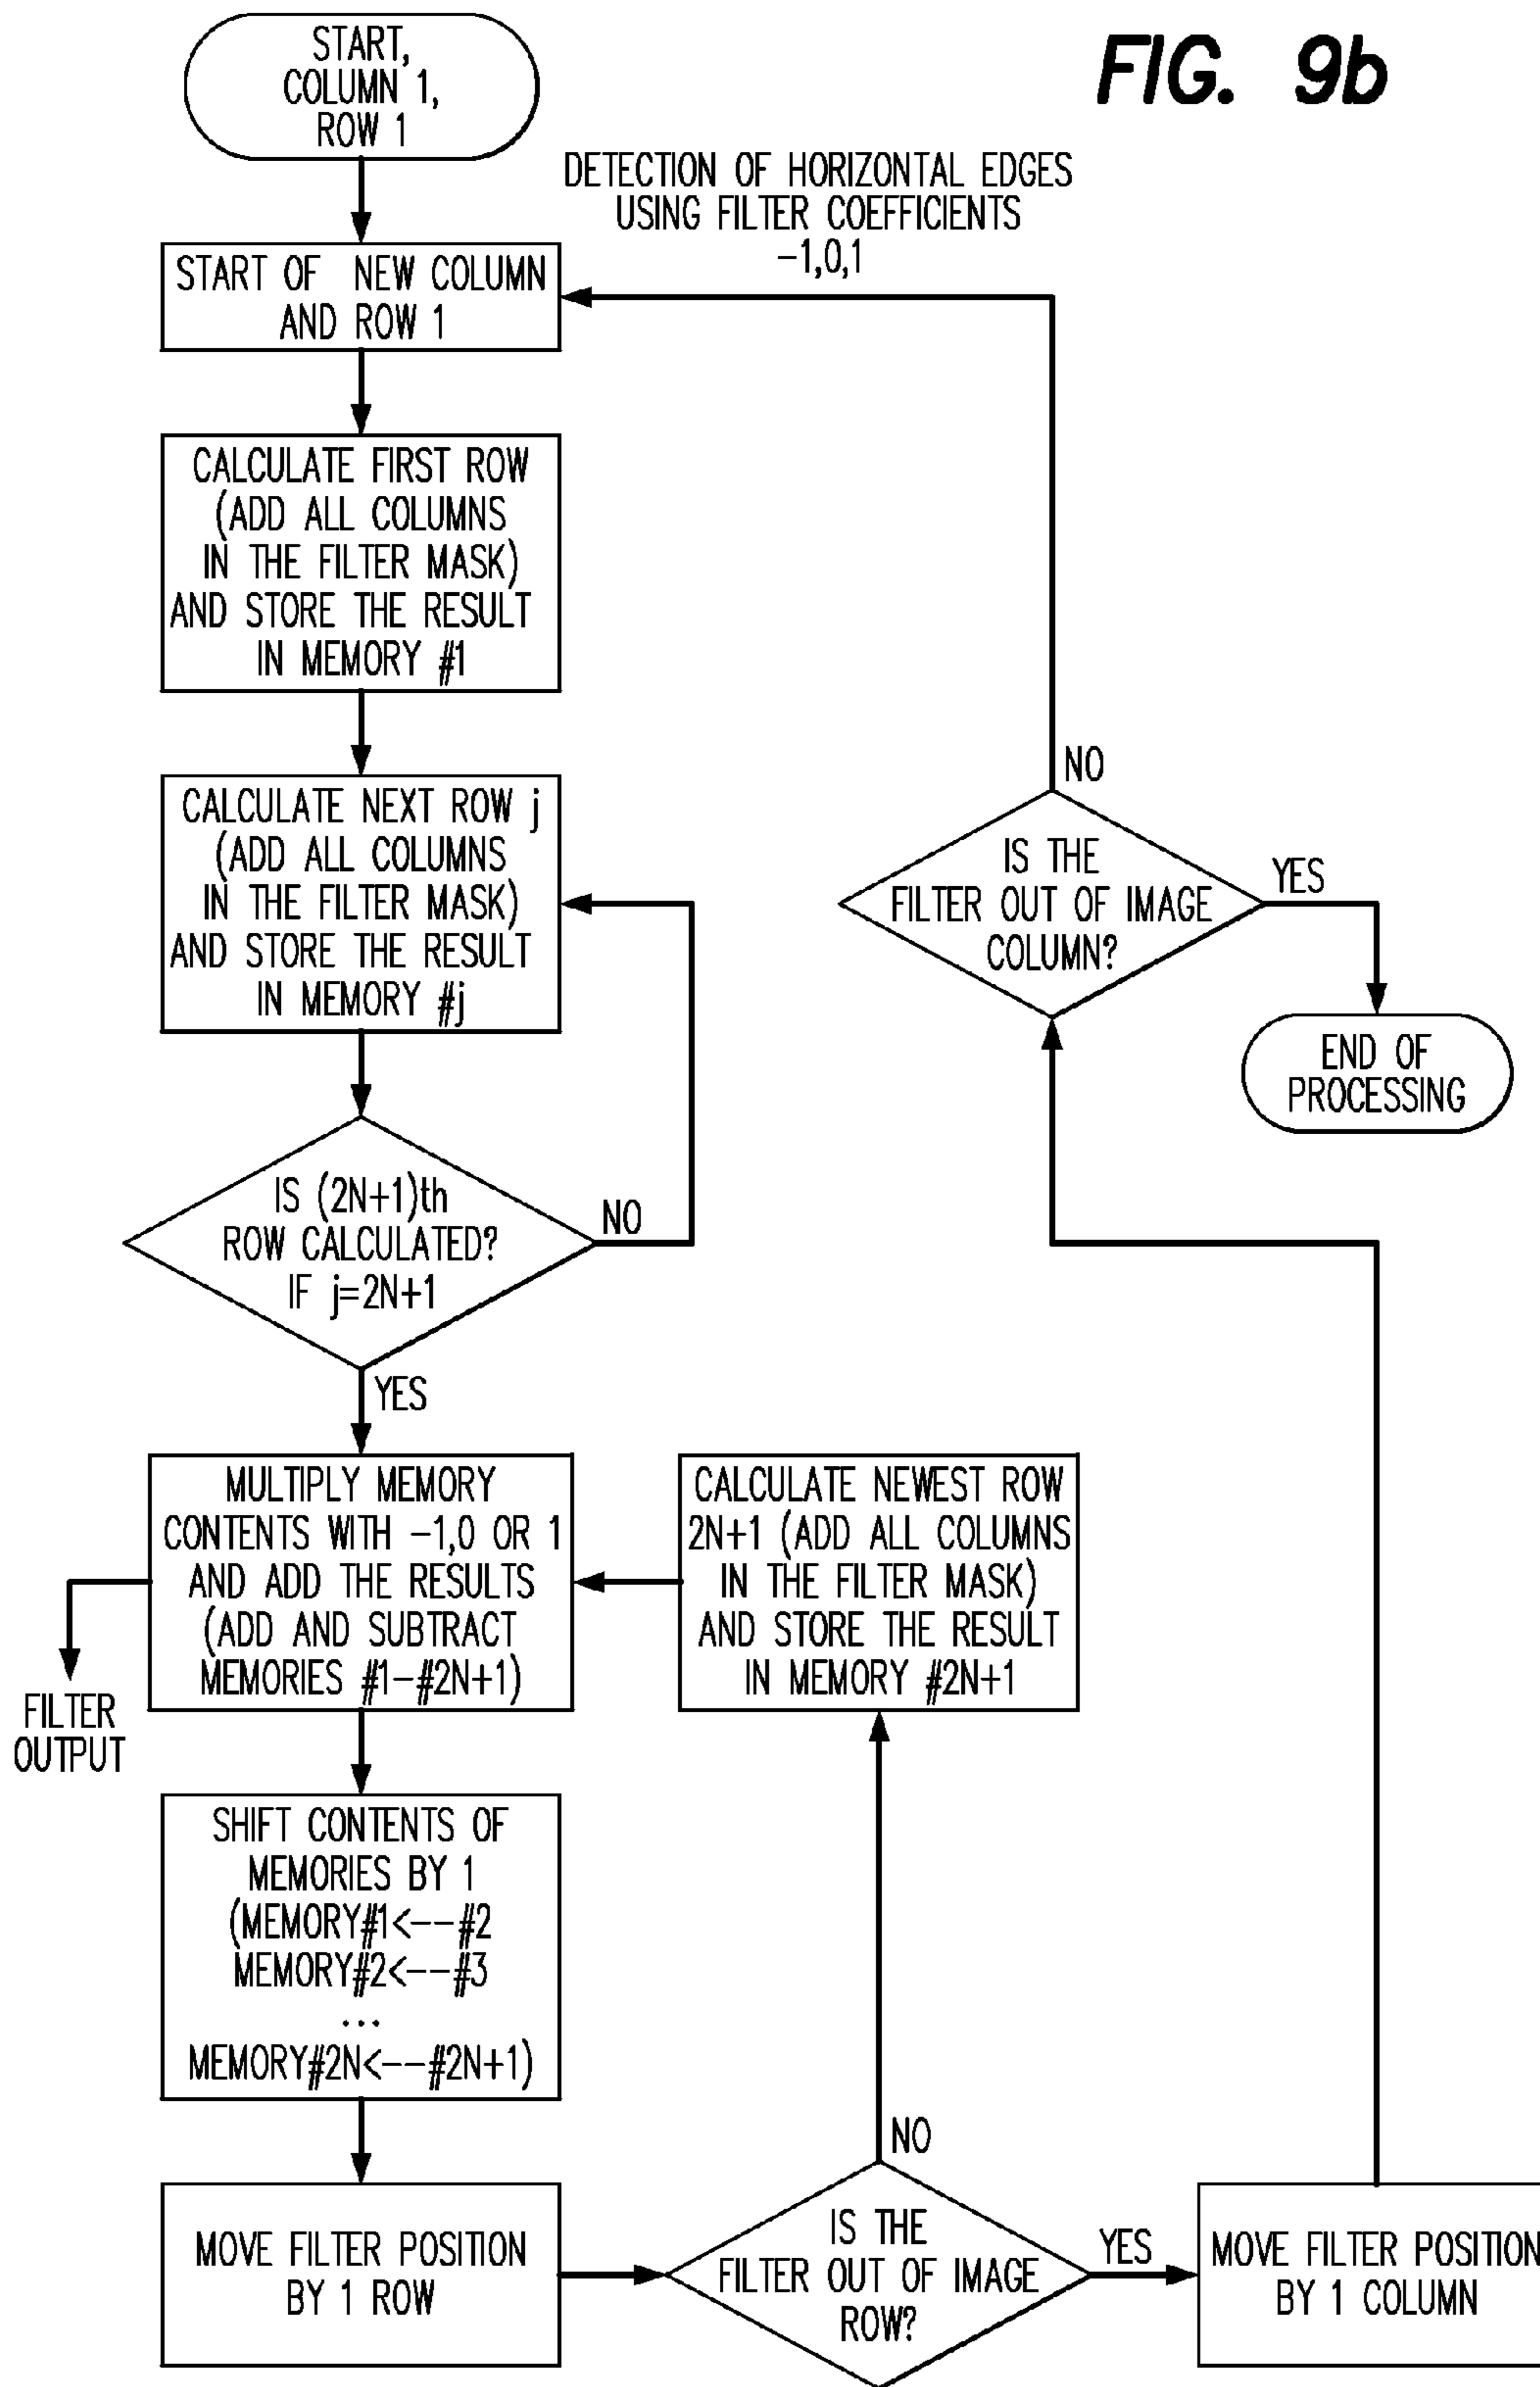 FIG. 9b
START,
COLUMN 1,
ROW 1
DETECTION OF HORIZONTAL EDGES
USING FILTER COEFFICIENTS
-1,0,1
START OF NEW COLUMN
AND ROW 1
CALCULATE FIRST ROW
(ADD ALL COLUMNS
IN THE FILTER MASK)
AND STORE THE RESULT
IN MEMORY #1
CALCULATE NEXT ROW j
(ADD ALL COLUMNS
IN THE FILTER MASK)
AND STORE THE RESULT
IN MEMORY #j
NO
IS THE
FILTER OUT OF IMAGE
COLUMN?
YES
END OF
PROCESSING
IS (2N+1)th
ROW CALCULATED?
IF j=2N+1
NO
YES
MULTIPLY MEMORY
CONTENTS WITH -1,0 OR 1
AND ADD THE RESULTS
(ADD AND SUBTRACT
MEMORIES #1-#2N+1)
CALCULATE NEWEST ROW
2N+1 (ADD ALL COLUMNS
IN THE FILTER MASK)
AND STORE THE RESULT
IN MEMORY #2N+1
FILTER
OUTPUT
SHIFT CONTENTS OF
MEMORIES BY 1
(MEMORY#1<--#2
MEMORY#2<--#3
...
MEMORY#2N<--#2N+1)
MOVE FILTER POSITION
BY 1 ROW
NO
IS THE
FILTER OUT OF IMAGE
ROW?
YES
MOVE FILTER POSITION
BY 1 COLUMN